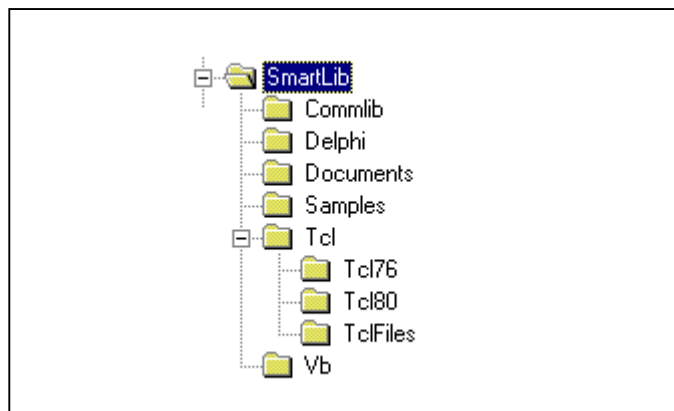 SmartLib
Commlib
Delphi
Documents
Samples
Tcl
Tcl76
Tcl80
TclFiles
Vb